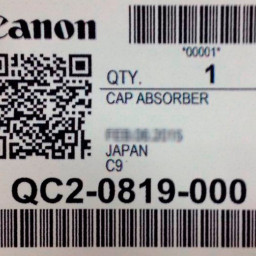 Canon
*00001*
QTY. 1
CAP ABSORBER
JAPAN
C9
QC2-0819-000